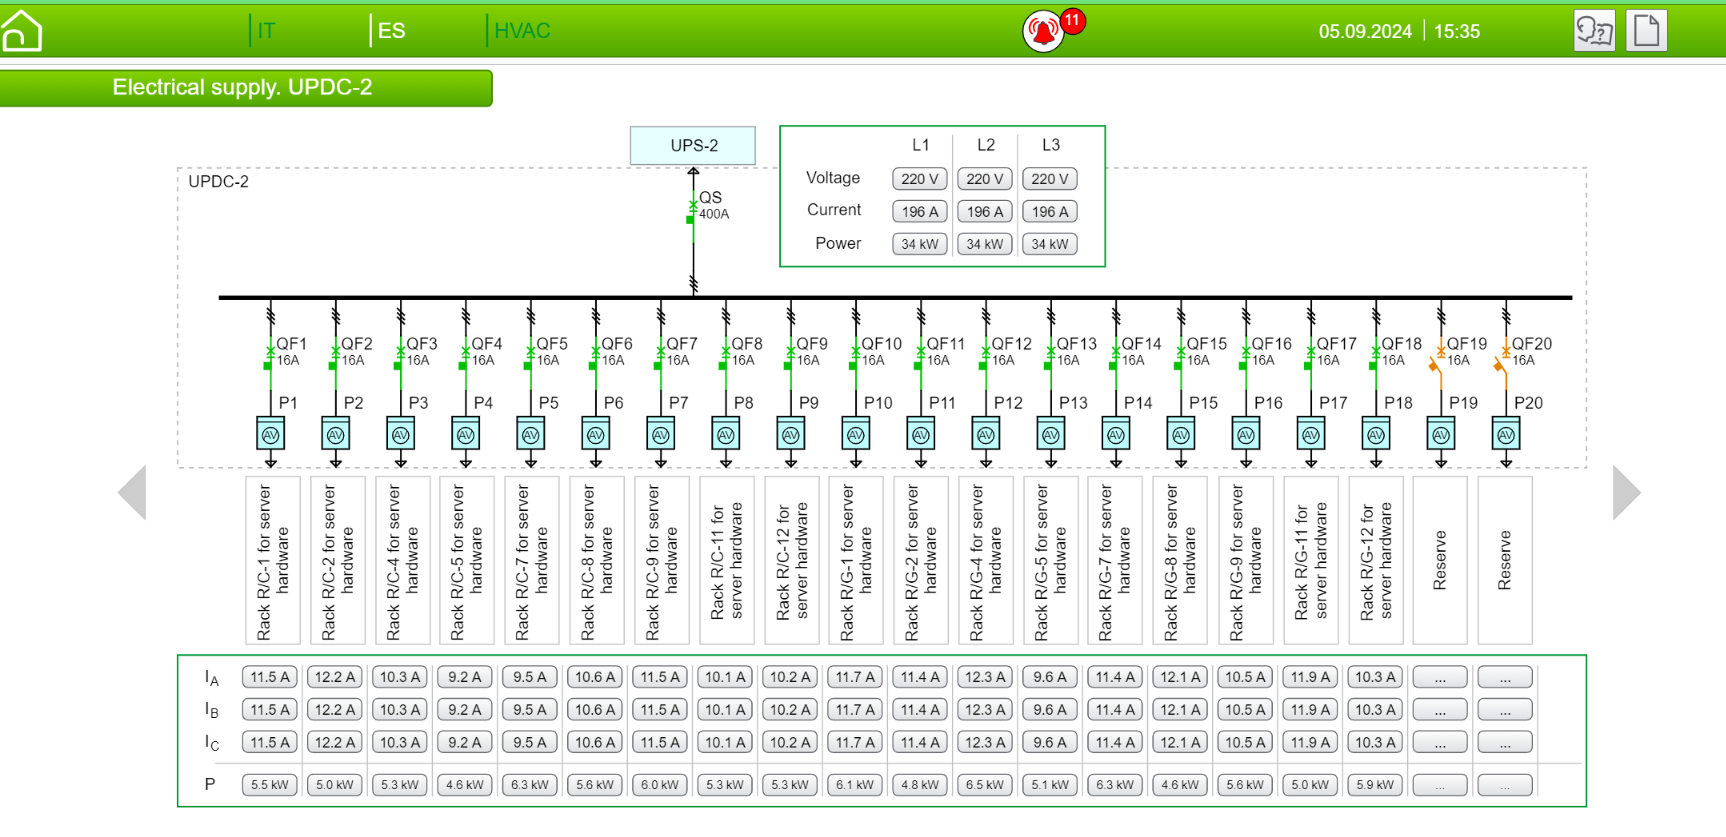 IT
ES
HVAC
11
05.09.2024
15:35
Electrical supply. UPDC-2
UPS-2
L1 L2 L3
Voltage 220 V 220 V 220 V
Current 196 A 196 A 196 A
Power 34 kW 34 kW 34 kW
UPDC-2
QS
400A
QF1 QF2 QF3 QF4 QF5 QF6 QF7 QF8 QF9 QF10 QF11 QF12 QF13 QF14 QF15 QF16 QF17 QF18 QF19 QF20
16A 16A 16A 16A 16A 16A 16A 16A 16A 16A 16A 16A 16A 16A 16A 16A 16A 16A 16A 16A
P1 P2 P3 P4 P5 P6 P7 P8 P9 P10 P11 P12 P13 P14 P15 P16 P17 P18 P19 P20
AV AV AV AV AV AV AV AV AV AV AV AV AV AV AV AV AV AV AV AV
Rack R/C-1 for server
hardware
Rack R/C-2 for server
hardware
Rack R/C-4 for server
hardware
Rack R/C-5 for server
hardware
Rack R/C-7 for server
hardware
Rack R/C-8 for server
hardware
Rack R/C-9 for server
hardware
Rack R/C-11 for
server hardware
Rack R/C-12 for
server hardware
Rack R/G-1 for server
hardware
Rack R/G-2 for server
hardware
Rack R/G-4 for server
hardware
Rack R/G-5 for server
hardware
Rack R/G-7 for server
hardware
Rack R/G-8 for server
hardware
Rack R/G-9 for server
hardware
Rack R/G-11 for
server hardware
Rack R/G-12 for
server hardware
Reserve
Reserve
IA 11.5 A 12.2 A 10.3 A 9.2 A 9.5 A 10.6 A 11.5 A 10.1 A 10.2 A 11.7 A 11.4 A 12.3 A 9.6 A 11.4 A 12.1 A 10.5 A 11.9 A 10.3 A ... ...
IB 11.5 A 12.2 A 10.3 A 9.2 A 9.5 A 10.6 A 11.5 A 10.1 A 10.2 A 11.7 A 11.4 A 12.3 A 9.6 A 11.4 A 12.1 A 10.5 A 11.9 A 10.3 A ... ...
IC 11.5 A 12.2 A 10.3 A 9.2 A 9.5 A 10.6 A 11.5 A 10.1 A 10.2 A 11.7 A 11.4 A 12.3 A 9.6 A 11.4 A 12.1 A 10.5 A 11.9 A 10.3 A ... ...
P 5.5 kW 5.0 kW 5.3 kW 4.6 kW 6.3 kW 5.6 kW 6.0 kW 5.3 kW 5.3 kW 6.1 kW 4.8 kW 6.5 kW 5.1 kW 6.3 kW 4.6 kW 5.6 kW 5.0 kW 5.9 kW ... ...